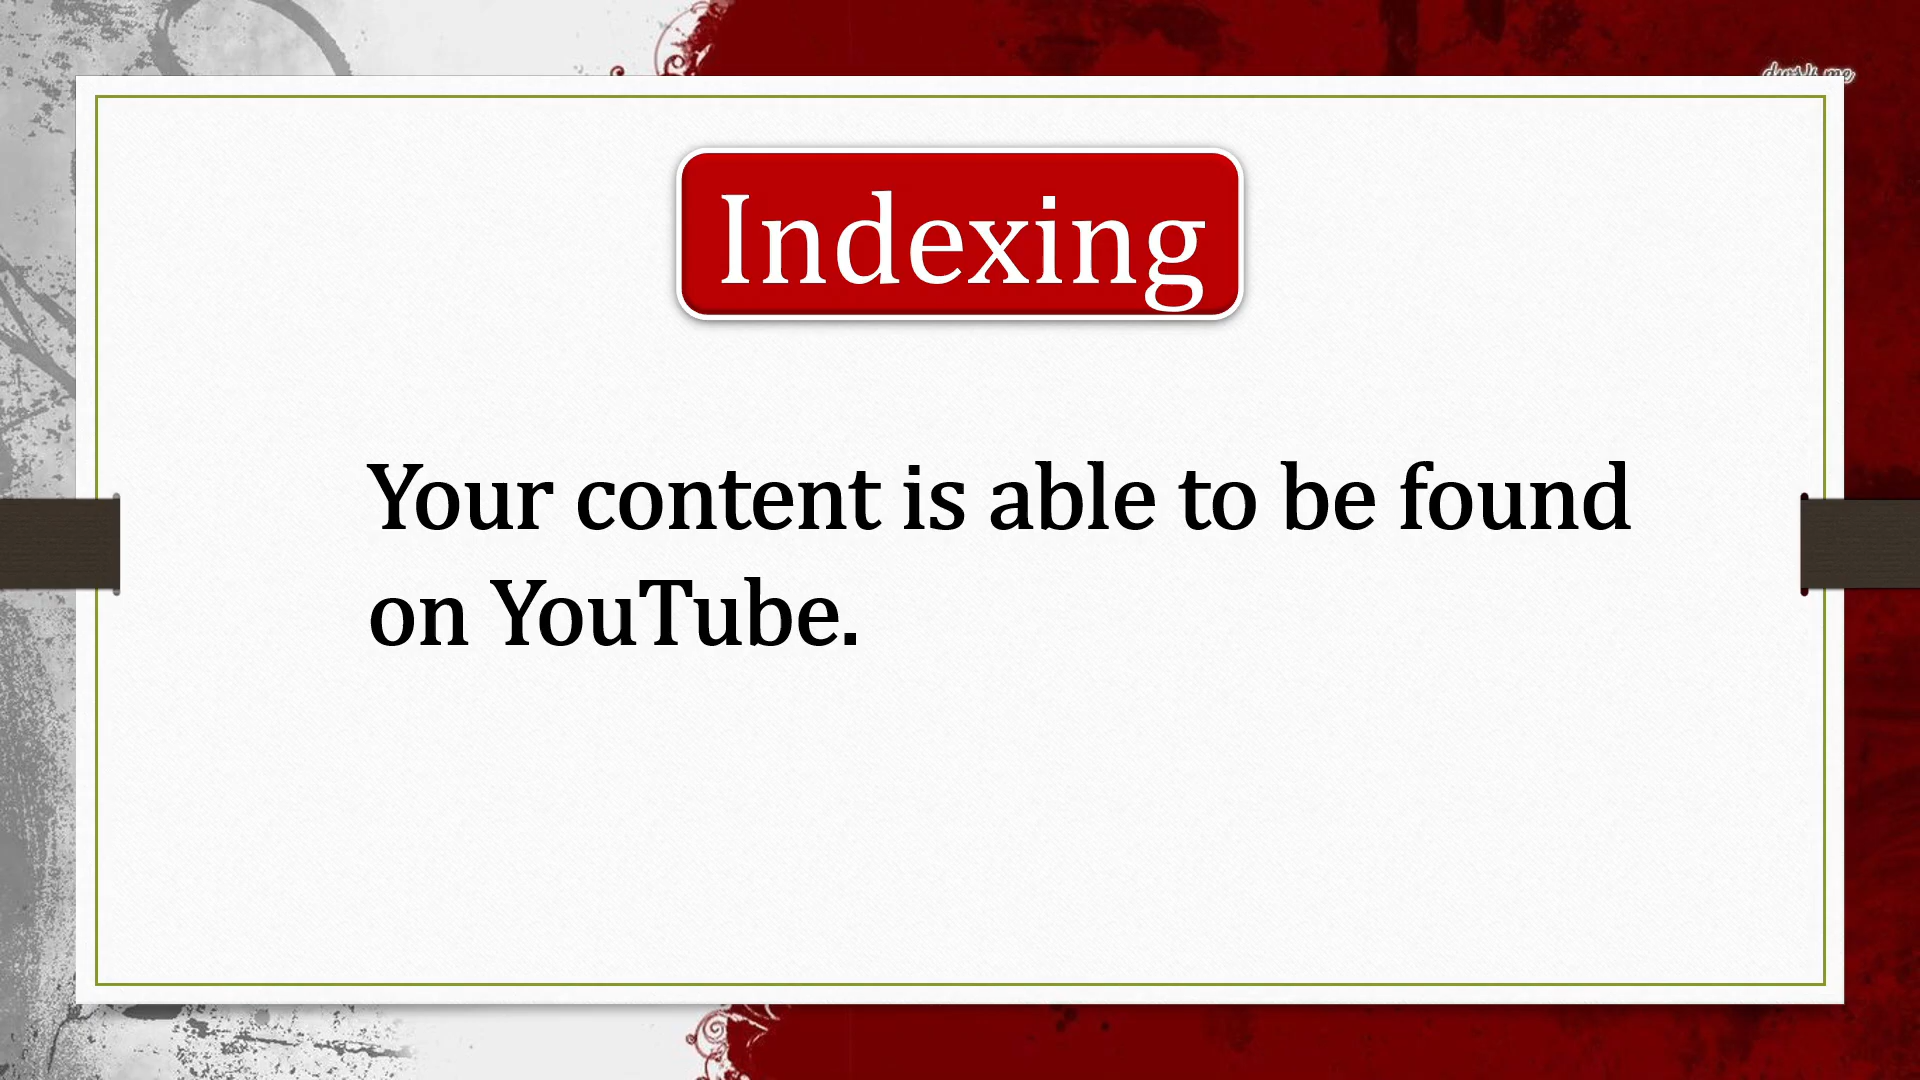 Indexing
Your content is able to be found
on YouTube.